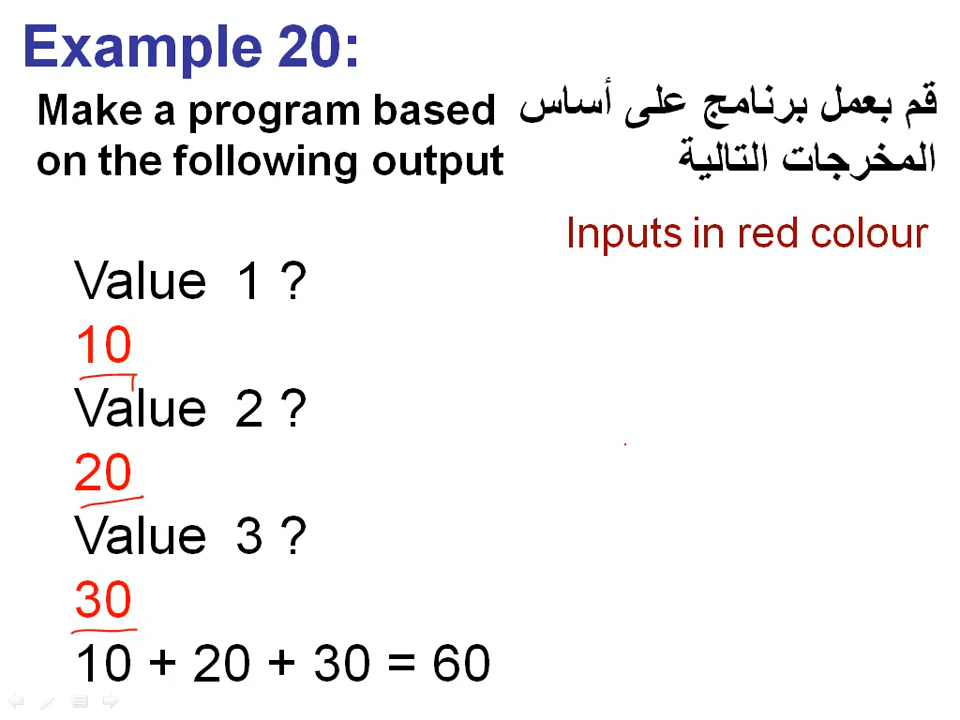 Example 20:
Make a program based
on the following output
قم بعمل برنامج على أساس
المخرجات التالية
Inputs in red colour
Value 1 ?
10
Value 2 ?
20
Value 3 ?
30
10 + 20 + 30 = 60